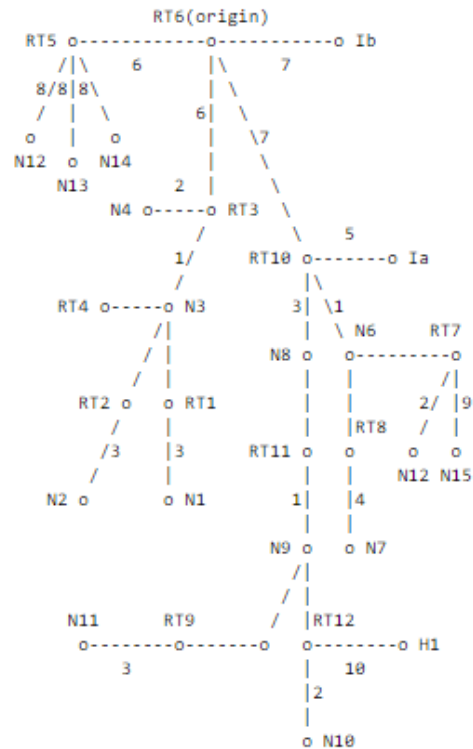 RT6(origin)
RT5 o------------o-----------o Ib
/|\    6      |\     7
8/8|8\        | \
/ | \        6|  \
o | o         |   \7
N12 o N14     |    \
N13     2     |     \
N4 o-----o RT3       \
/           \    5
1/     RT10 o-------o Ia
/           |\
RT4 o-----o N3        3| \1
/|           |  \ N6    RT7
/ |        N8 o   o---------o
/  |           |   |        /|
RT2 o   o RT1       |   |      2/ |9
/    |           |   |RT8   /  |
/3    |3     RT11 o   o     o   o
/      |           |   |    N12 N15
N2 o       o N1       1|   |4
|   |
N9 o   o N7
/|
/ |
N11      RT9         /  |RT12
o--------o-------o   o--------o H1
3                  |   10
|2
|
o N10